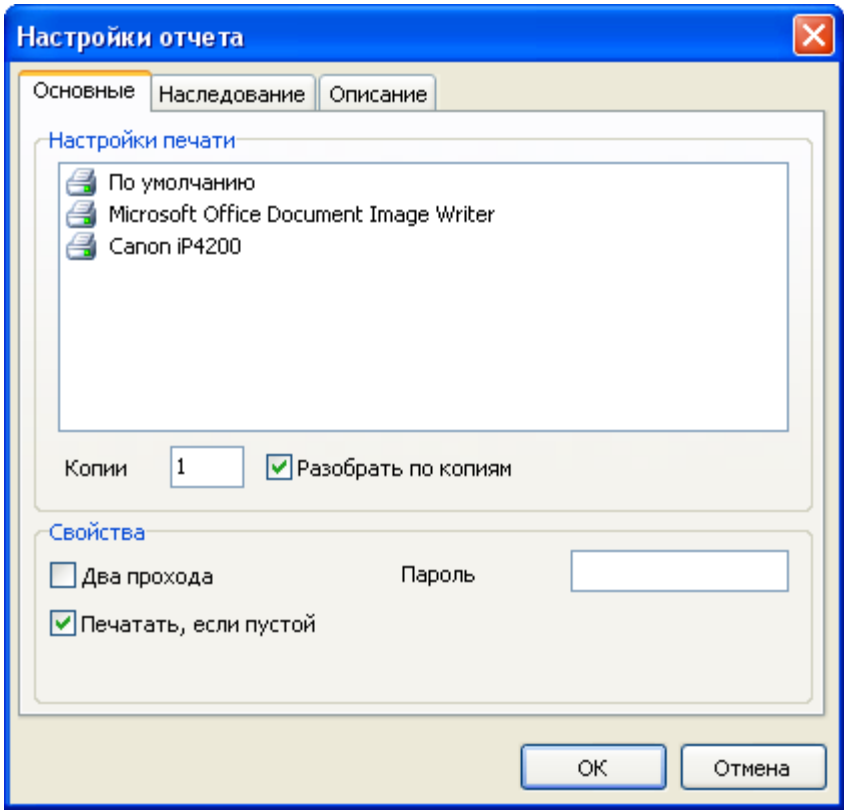 Настройки отчета
Основные Наследование Описание
Настройки печати
По умолчанию
Microsoft Office Document Image Writer
Canon iP4200
Копии 1 Разобрать по копиям
Свойства
Два прохода Пароль
Печатать, если пустой
OK Отмена